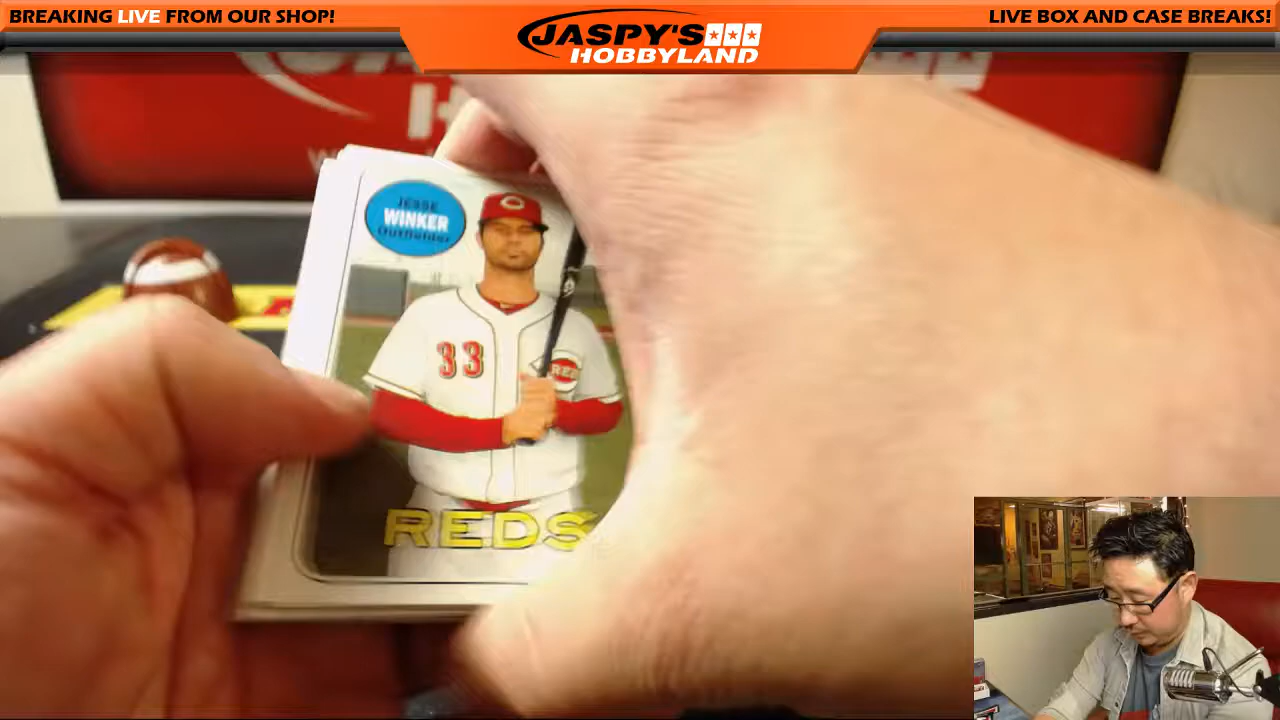 BREAKING LIVE FROM OUR SHOP!
JASPY'S
HOBBYLAND
LIVE BOX AND CASE BREAKS!
JESSE
WINKER
Outfielder
33
REDS
REDS